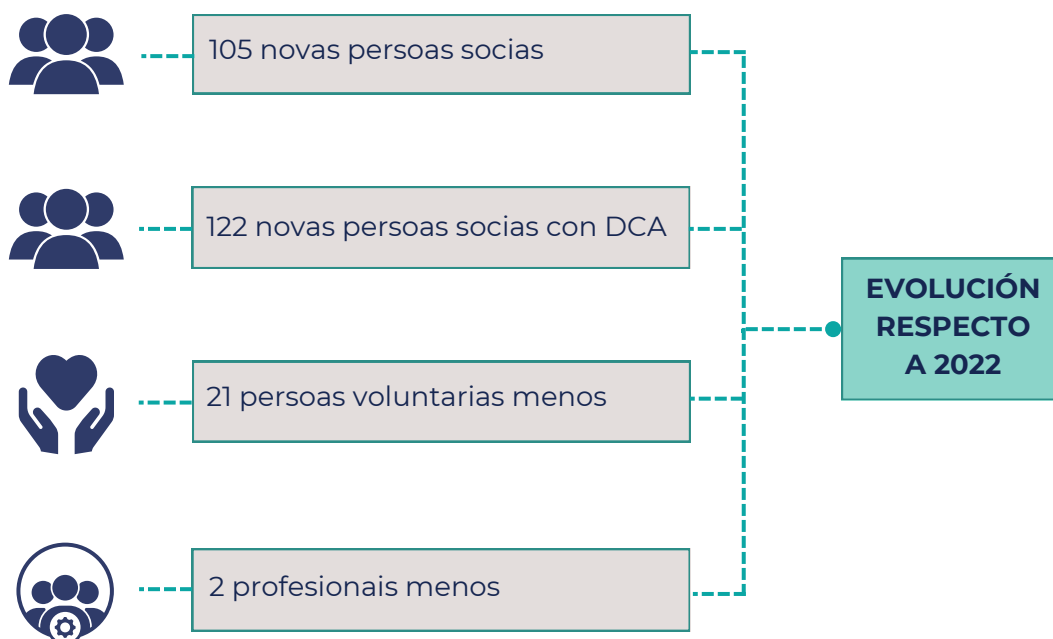 105 novas persoas socias
122 novas persoas socias con DCA
21 persoas voluntarias menos
2 profesionais menos
EVOLUCIÓN
RESPECTO
A 2022